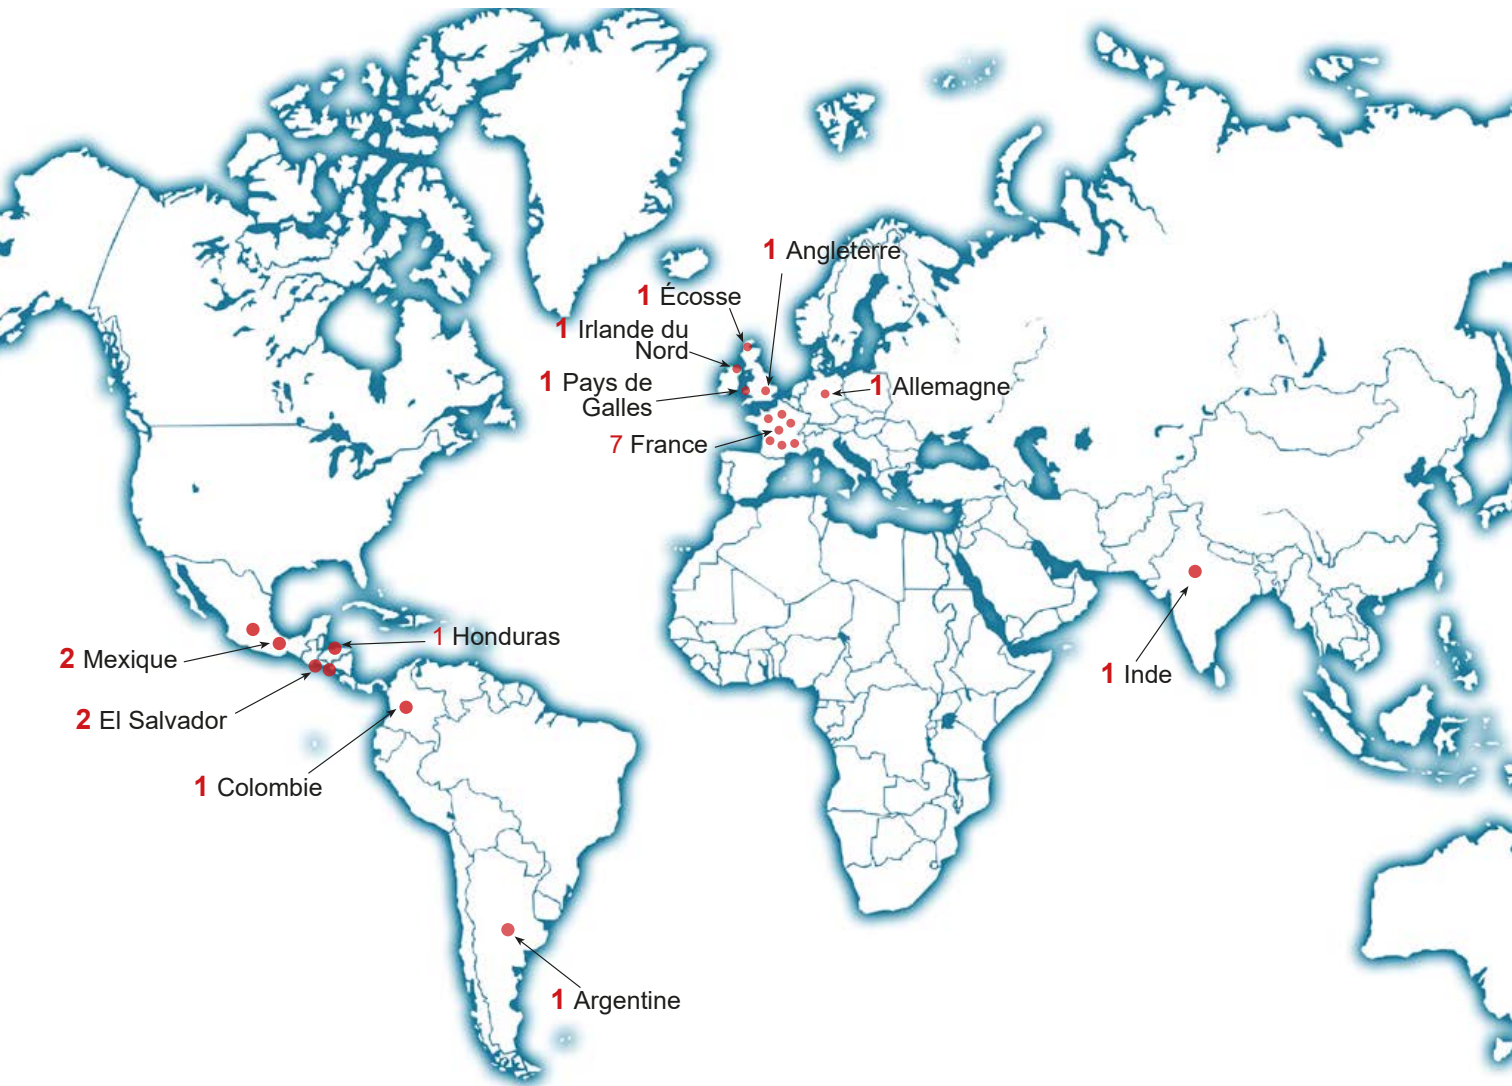 1 Angleterre
1 Écosse
1 Irlande du
Nord
1 Pays de
Galles
1 Allemagne
7 France
1 Honduras
2 Mexique
1 Inde
2 El Salvador
1 Colombie
1 Argentine